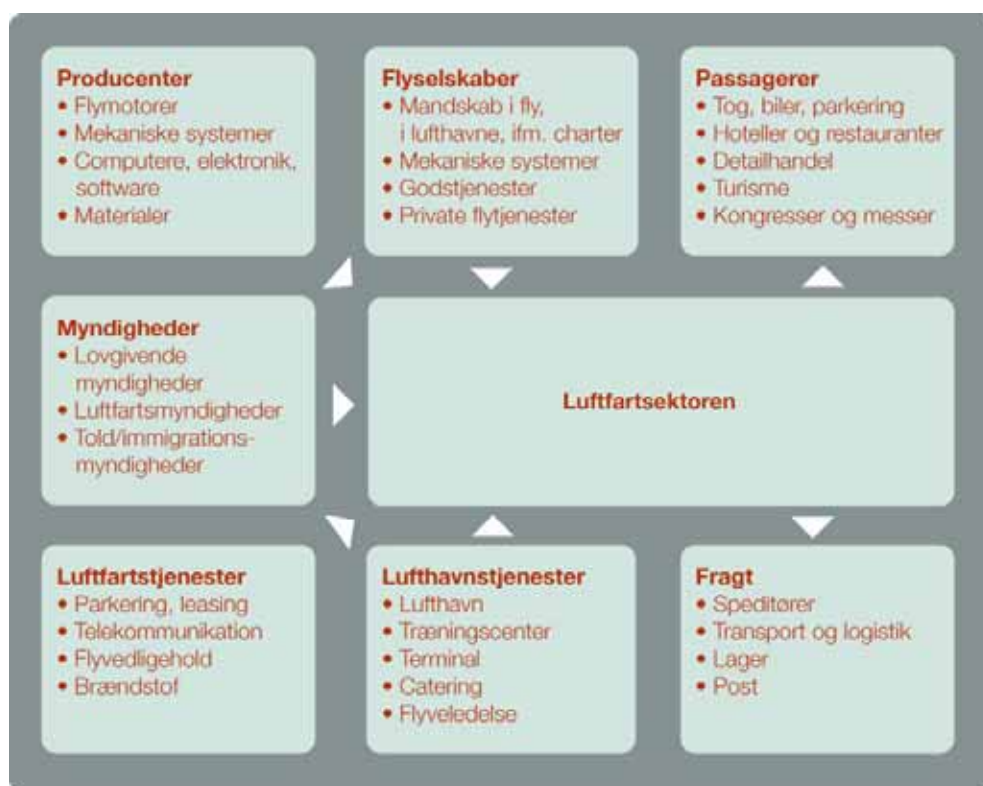 Producenter
• Flymotorer
• Mekaniske systemer
• Computere, elektronik,
software
• Materialer
Flyselskaber
• Mandskab i fly,
i lufthavne, ifm. charter
• Mekaniske systemer
• Godstjenester
• Private flytjenester
Passagerer
• Tog, biler, parkering
• Hoteller og restauranter
• Detailhandel
• Turisme
• Kongresser og messer
Myndigheder
• Lovgivende
myndigheder
• Luftfartsmyndigheder
• Told/immigrations-
myndigheder
Luftfartsektoren
Luftfartstjenester
• Parkering, leasing
• Telekommunikation
• Flyvedligehold
• Brændstof
Lufthavnstjenester
• Lufthavn
• Træningscenter
• Terminal
• Catering
• Flyveledelse
Fragt
• Speditører
• Transport og logistik
• Lager
• Post